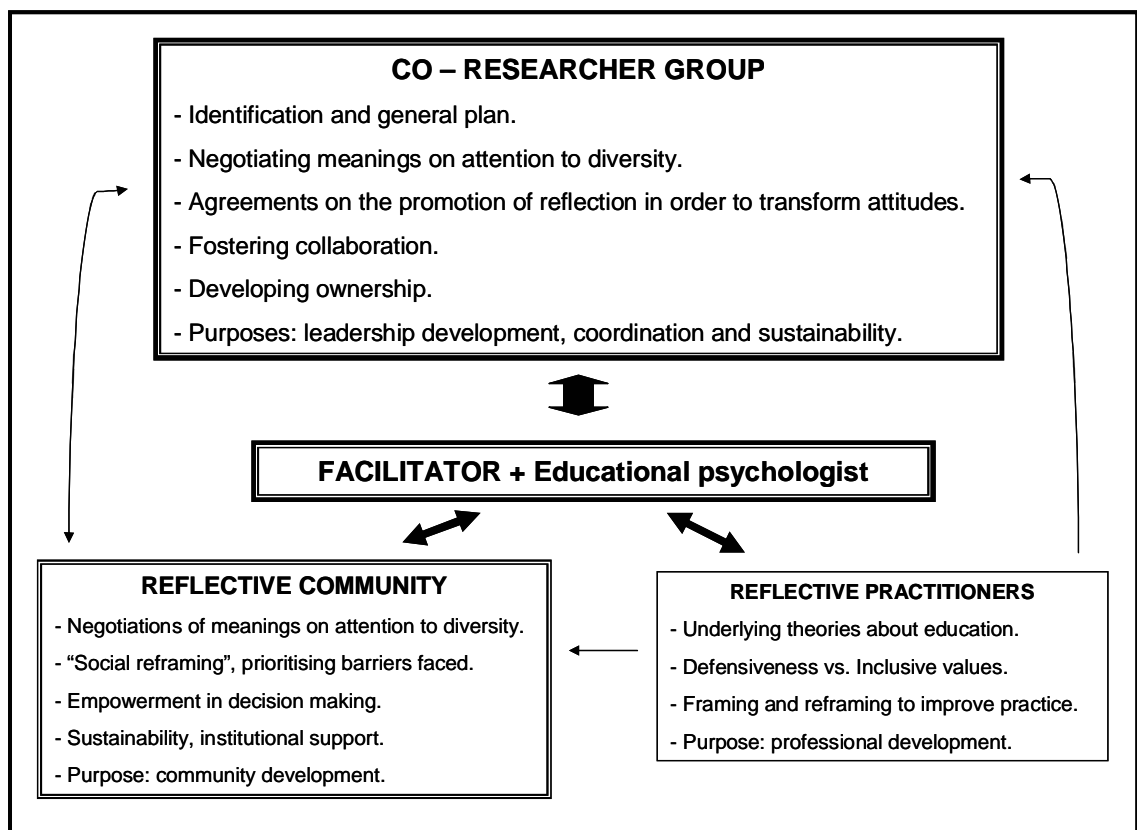 CO – RESEARCHER GROUP
- Identification and general plan.
- Negotiating meanings on attention to diversity.
- Agreements on the promotion of reflection in order to transform attitudes.
- Fostering collaboration.
- Developing ownership.
- Purposes: leadership development, coordination and sustainability.
FACILITATOR + Educational psychologist
REFLECTIVE COMMUNITY
- Negotiations of meanings on attention to diversity.
- “Social reframing”, prioritising barriers faced.
- Empowerment in decision making.
- Sustainability, institutional support.
- Purpose: community development.
REFLECTIVE PRACTITIONERS
- Underlying theories about education.
- Defensiveness vs. Inclusive values.
- Framing and reframing to improve practice.
- Purpose: professional development.